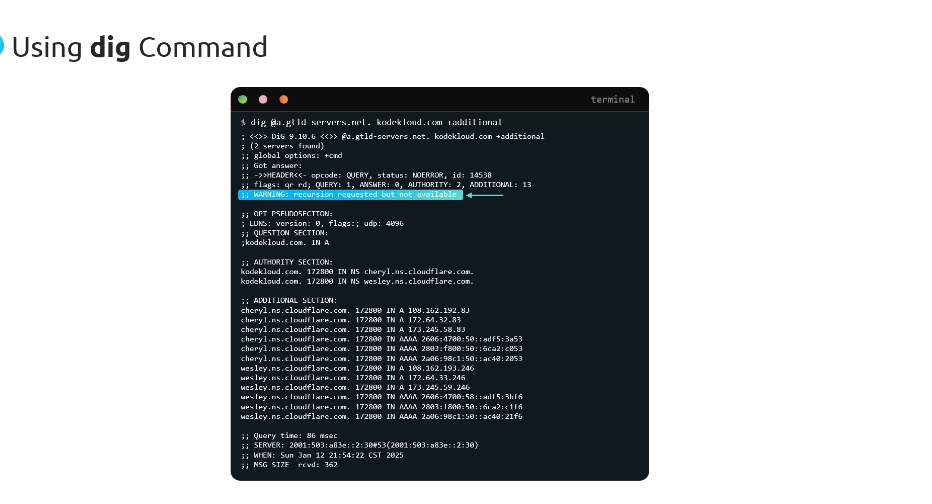 Using dig Command
terminal
$ dig @a.gtld-servers.net. kodekloud.com +additional
; <<>> DiG 9.10.6 <<>> @a.gtld-servers.net. kodekloud.com +additional
; (2 servers found)
;; global options: +cmd
;; Got answer:
;; ->>HEADER<<- opcode: QUERY, status: NOERROR, id: 14538
;; flags: qr rd; QUERY: 1, ANSWER: 0, AUTHORITY: 2, ADDITIONAL: 13
;; WARNING: recursion requested but not available
;; OPT PSEUDOSECTION:
; EDNS: version: 0, flags:; udp: 4096
;; QUESTION SECTION:
;kodekloud.com. IN A
;; AUTHORITY SECTION:
kodekloud.com. 172800 IN NS cheryl.ns.cloudflare.com.
kodekloud.com. 172800 IN NS wesley.ns.cloudflare.com.
;; ADDITIONAL SECTION:
cheryl.ns.cloudflare.com. 172800 IN A 108.162.192.83
cheryl.ns.cloudflare.com. 172800 IN A 172.64.32.83
cheryl.ns.cloudflare.com. 172800 IN A 173.245.58.83
cheryl.ns.cloudflare.com. 172800 IN AAAA 2606:4700:50::adf5:3a53
cheryl.ns.cloudflare.com. 172800 IN AAAA 2803:f800:50::6ca2:c053
cheryl.ns.cloudflare.com. 172800 IN AAAA 2a06:98c1:50::ac40:2053
wesley.ns.cloudflare.com. 172800 IN A 108.162.193.246
wesley.ns.cloudflare.com. 172800 IN A 172.64.33.246
wesley.ns.cloudflare.com. 172800 IN A 173.245.59.246
wesley.ns.cloudflare.com. 172800 IN AAAA 2606:4700:58::adf5:3bf6
wesley.ns.cloudflare.com. 172800 IN AAAA 2803:f800:50::6ca2:c1f6
wesley.ns.cloudflare.com. 172800 IN AAAA 2a06:98c1:50::ac40:21f6
;; Query time: 86 msec
;; SERVER: 2001:503:a83e::2:30#53(2001:503:a83e::2:30)
;; WHEN: Sun Jan 12 21:54:22 CST 2025
;; MSG SIZE rcvd: 362